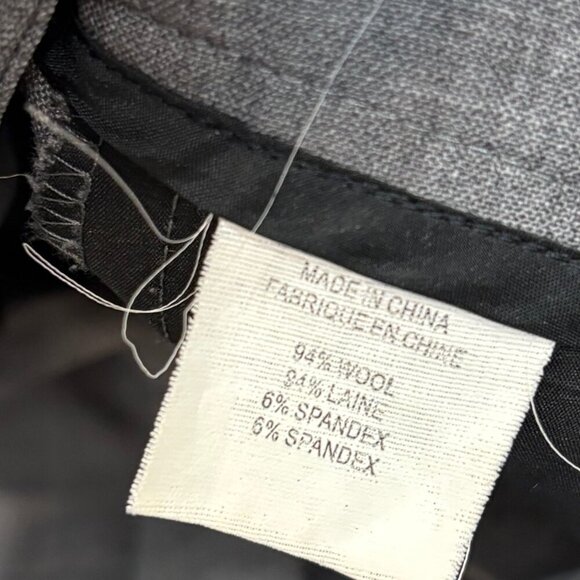 MADE IN CHINA
FABRIQUE EN CHINE
94% WOOL
94% LAINE
6% SPANDEX
6% SPANDEX